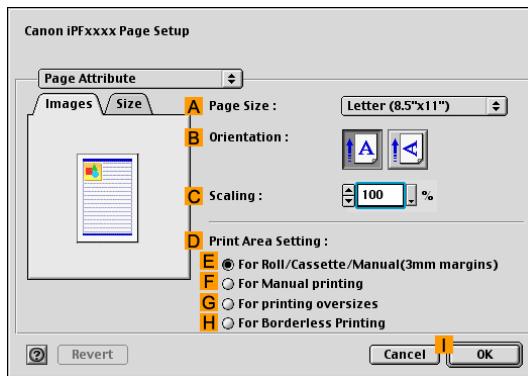 Canon iPFxxxx Page Setup
Page Attribute
Images Size
A Page Size : Letter (8.5"x11")
B Orientation : A A
C Scaling : 100 %
D Print Area Setting :
E For Roll/Cassette/Manual(3mm margins)
F For Manual printing
G For printing oversizes
H For Borderless Printing
I
? Revert Cancel OK